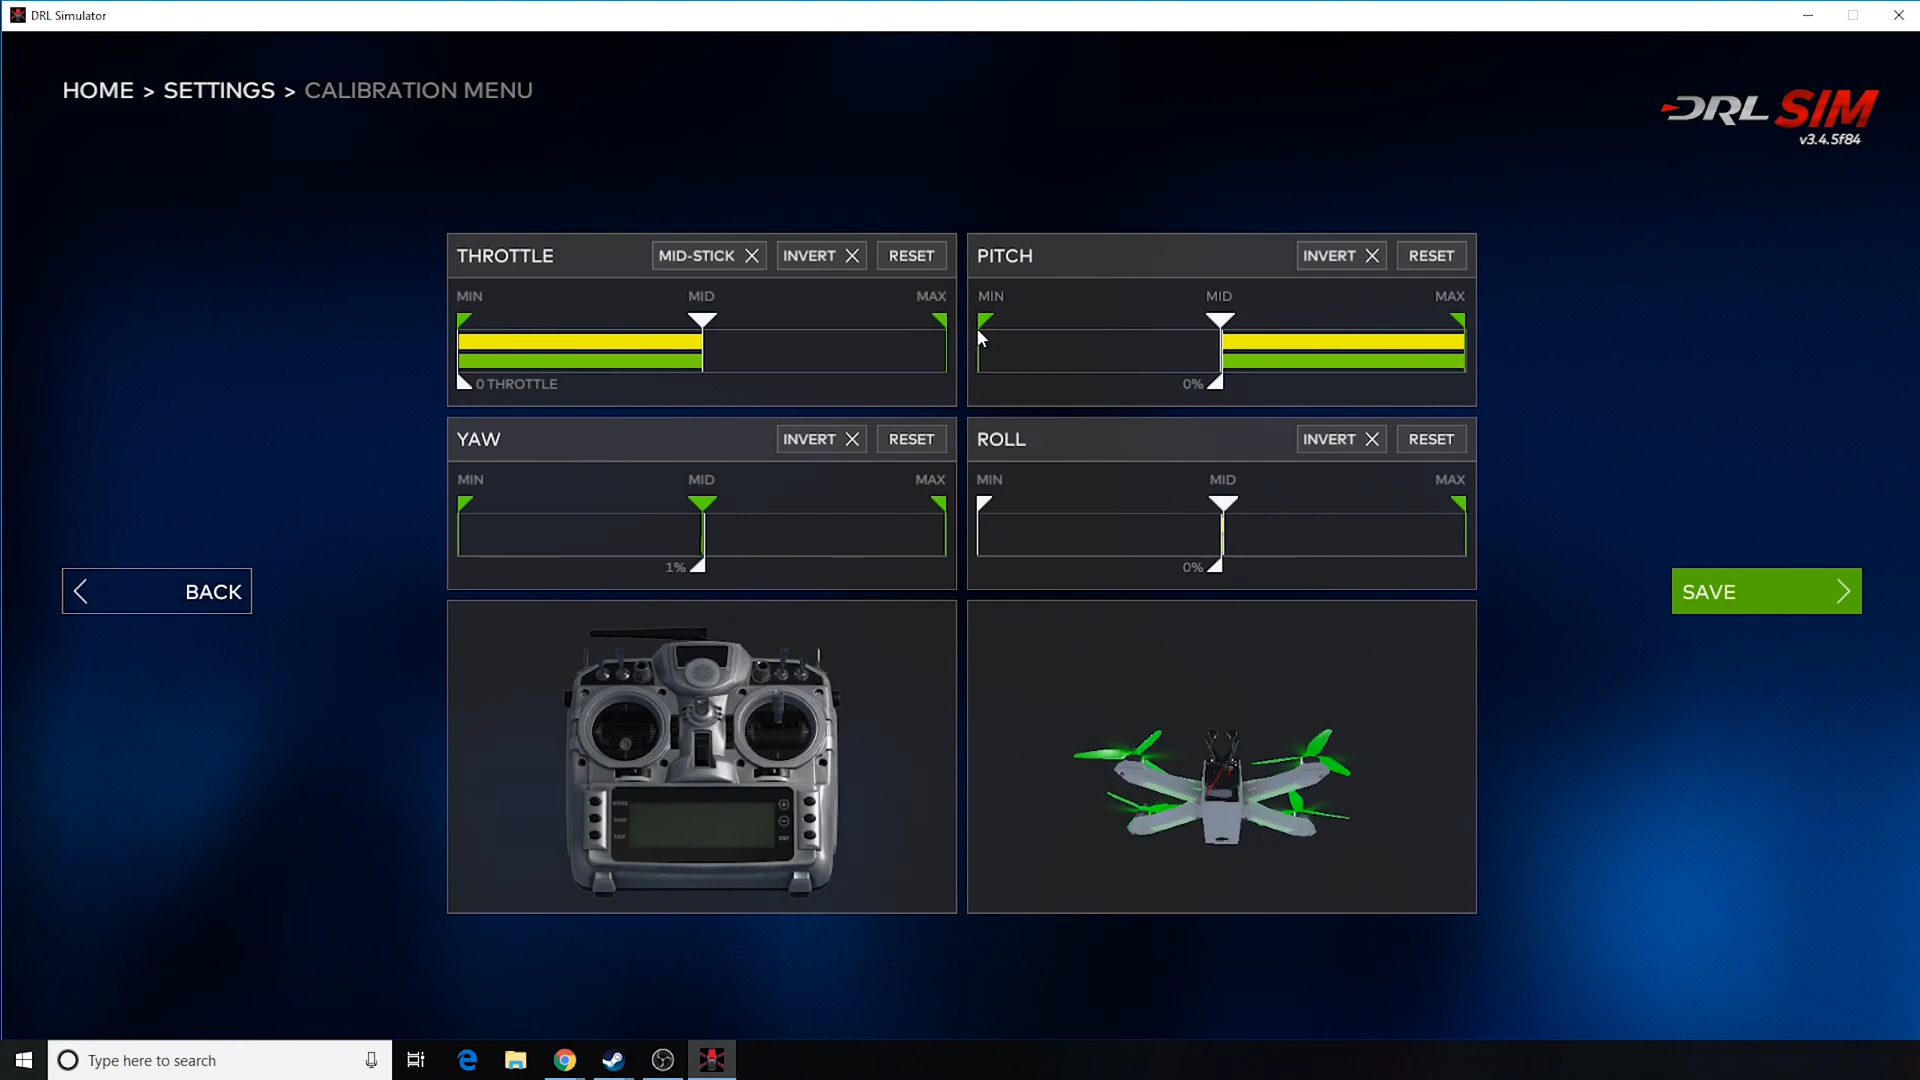 DRL Simulator
HOME > SETTINGS > CALIBRATION MENU
DRL SIM
v3.4.5f84
THROTTLE MID-STICK INVERT RESET
MIN MID MAX
0 THROTTLE
PITCH INVERT RESET
MIN MID MAX
0%
YAW INVERT RESET
MIN MID MAX
1%
ROLL INVERT RESET
MIN MID MAX
0%
BACK
SAVE
Type here to search